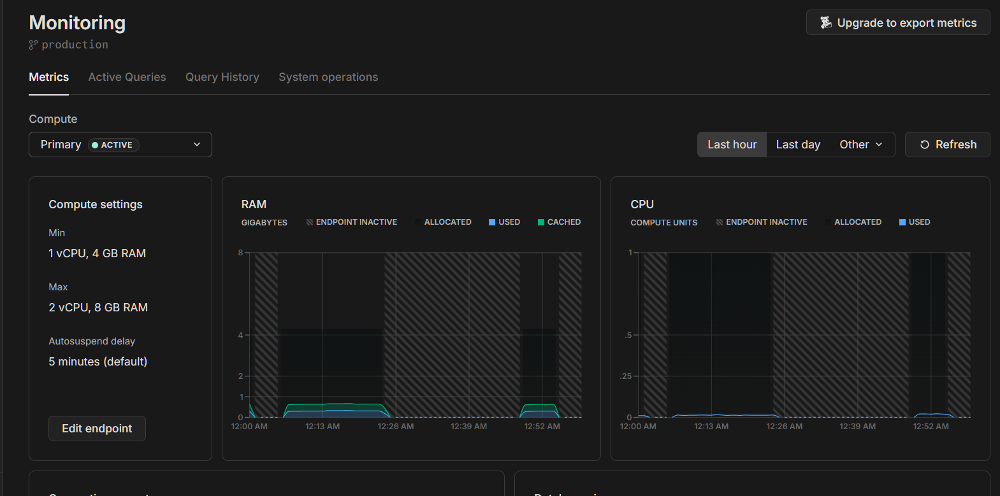 Monitoring
Upgrade to export metrics
production
Metrics Active Queries Query History System operations
Compute
Primary ACTIVE
Last hour Last day Other Refresh
Compute settings
Min
1 vCPU, 4 GB RAM
Max
2 vCPU, 8 GB RAM
Autosuspend delay
5 minutes (default)
Edit endpoint
RAM
GIGABYTES ENDPOINT INACTIVE ALLOCATED USED CACHED
8
4
2
1
0
12:00 AM 12:13 AM 12:26 AM 12:39 AM 12:52 AM
CPU
COMPUTE UNITS ENDPOINT INACTIVE ALLOCATED USED
1
.5
.25
0
12:00 AM 12:13 AM 12:26 AM 12:39 AM 12:52 AM